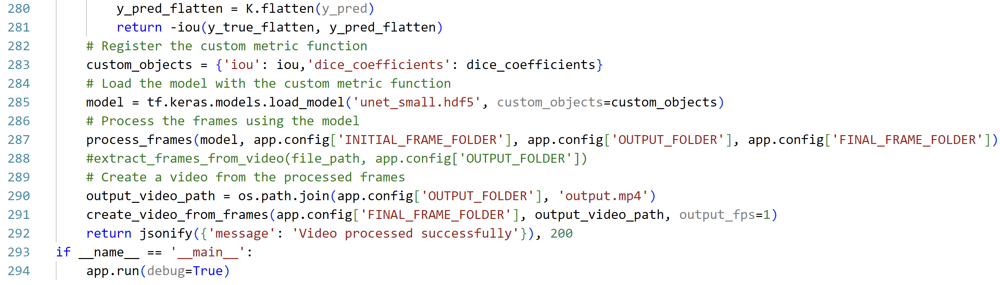 280 y_pred_flatten = K.flatten(y_pred)
281 return -iou(y_true_flatten, y_pred_flatten)
282 # Register the custom metric function
283 custom_objects = {'iou': iou,'dice_coefficients': dice_coefficients}
284 # Load the model with the custom metric function
285 model = tf.keras.models.load_model('unet_small.hdf5', custom_objects=custom_objects)
286 # Process the frames using the model
287 process_frames(model, app.config['INITIAL_FRAME_FOLDER'], app.config['OUTPUT_FOLDER'], app.config['FINAL_FRAME_FOLDER'])
288 #extract_frames_from_video(file_path, app.config['OUTPUT_FOLDER'])
289 # Create a video from the processed frames
290 output_video_path = os.path.join(app.config['OUTPUT_FOLDER'], 'output.mp4')
291 create_video_from_frames(app.config['FINAL_FRAME_FOLDER'], output_video_path, output_fps=1)
292 return jsonify({'message': 'Video processed successfully'}), 200
293 if __name__ == '__main__':
294 app.run(debug=True)